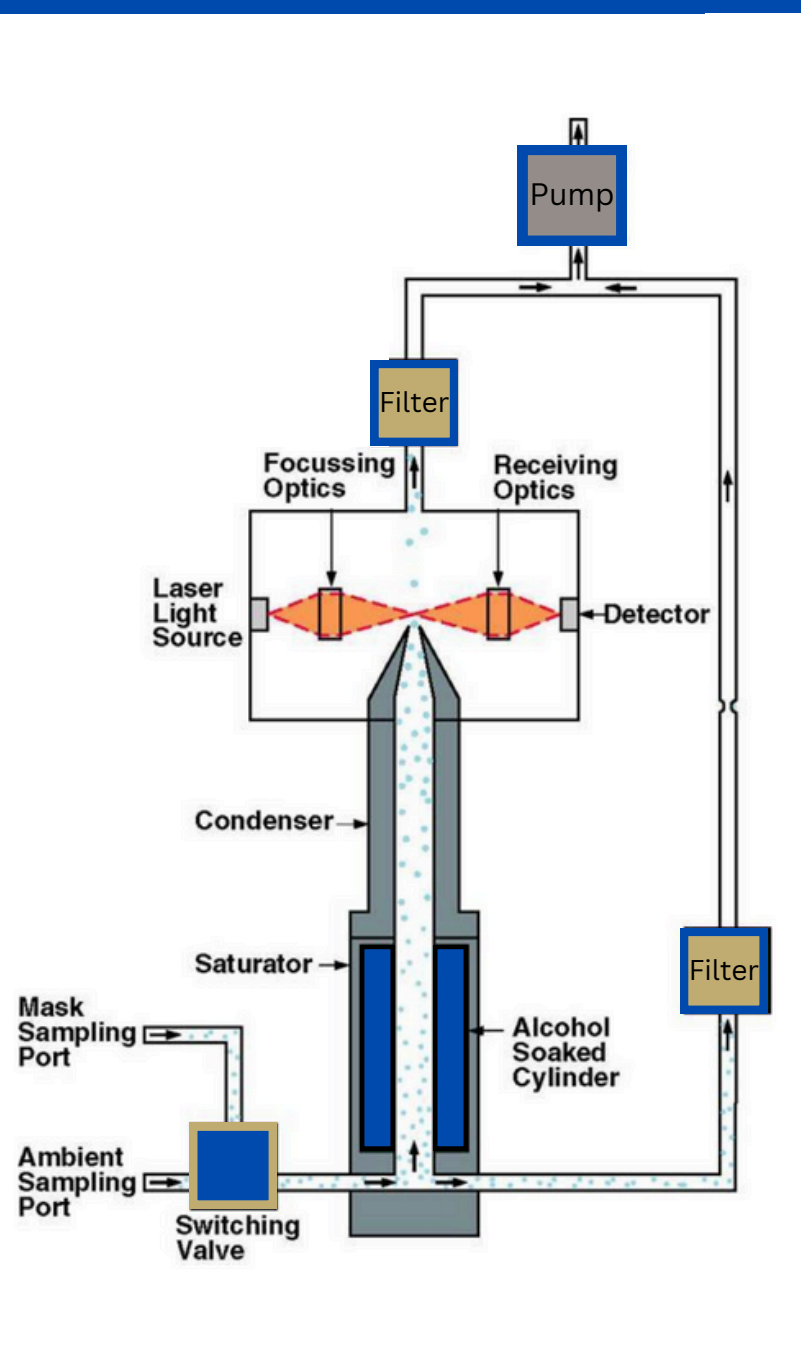 Pump
Filter
Focussing
Optics
Receiving
Optics
Laser
Light
Source
Detector
Condenser
Saturator
Filter
Mask
Sampling
Port
Alcohol
Soaked
Cylinder
Ambient
Sampling
Port
Switching
Valve